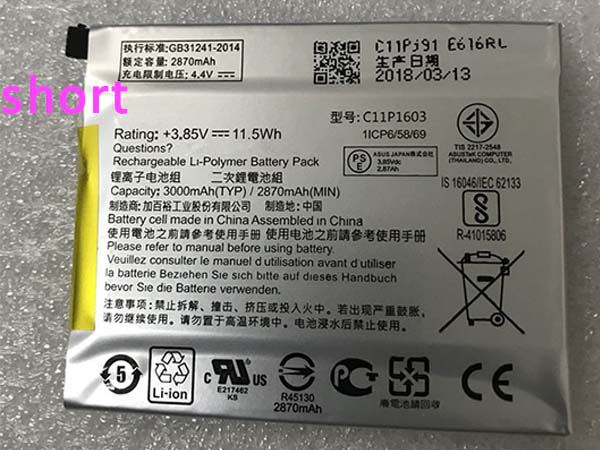 执行标准:GB31241-2014
额定容量: 2870mAh
充电限制电压: 4.4V
C11Pj91 E616RL
生产日期
2018/03/13
short
型号: C11P1603
1ICP6/58/69
TIS 2217-2548
ASUSTeK COMPUTER
(THAILAND) CO., LTD.
Rating: +3.85V 11.5Wh
Questions?
Rechargeable Li-Polymer Battery Pack
PS
E
ASUS JAPAN株式会社
3.85Vdc
2.87Ah
锂离子电池组 二次鋰電池組
Capacity: 3000mAh(TYP) / 2870mAh(MIN)
制造商: 加百裕工业股份有限公司 制造地: 中国
Battery cell made in China Assembled in China
使用電池之前請參考使用手冊 使用电池之前請参考使用手册
Please refer to manual before using battery.
Veuillez consulter le manuel d utilisation avant d utiliser
la batterie Beziehen Sie sich auf dieses Handbuch
bevor Sie die Batterie verwenden.
禁止拆解、撞击、挤压或投入火中。若出现严重鼓胀,
请勿继续使用。请勿置于高温环境中。电池浸水后禁止使用!
IS 16046/IEC 62133
R-41015806
5
Li-ion
C RU US
E217462
KS
R45130
2870mAh
廢電池請回收
CE